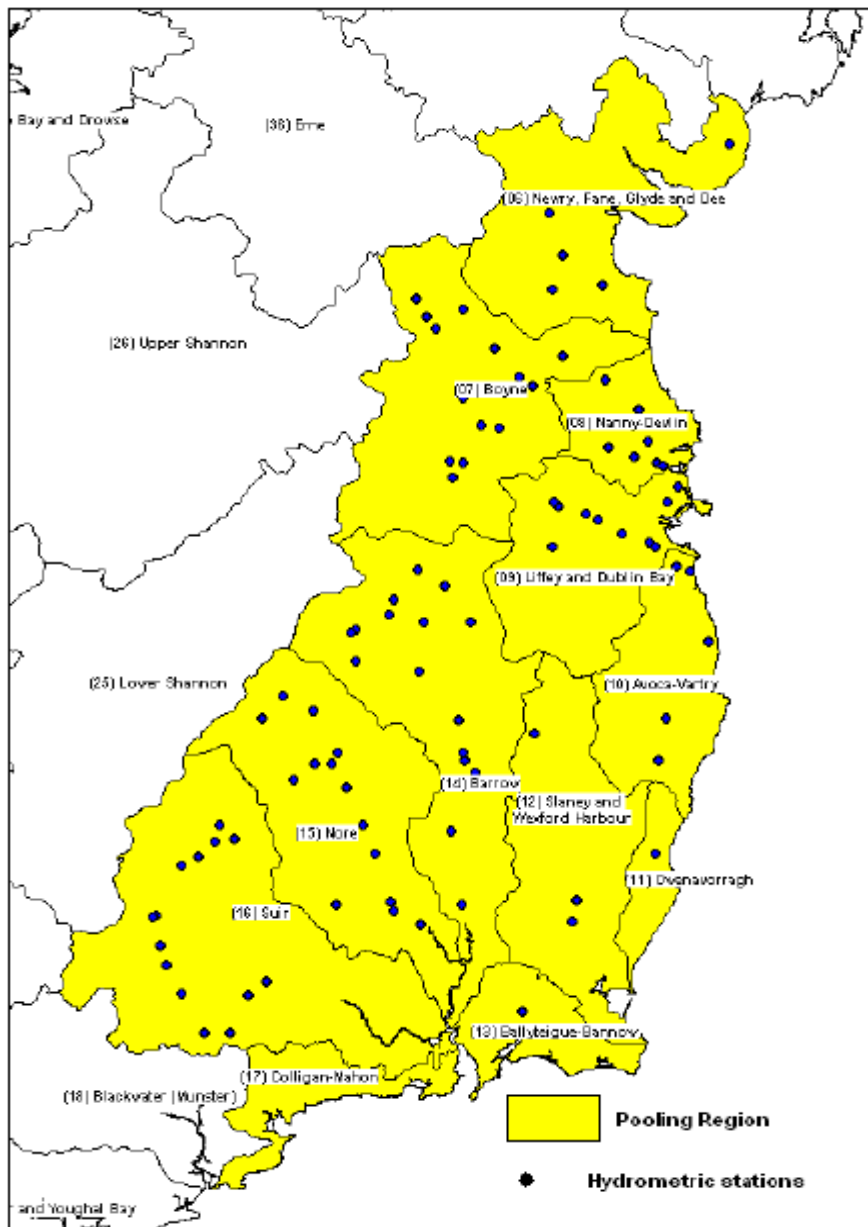 Bay and Drowse
(36) Erne
(06) Newry, Fane, Glyde and Dee
(26) Upper Shannon
(07) Boyne
(08) Nanny-Devlin
(09) Liffey and Dublin Bay
(25) Lower Shannon
(10) Avoca-Vartry
(14) Barrow
(12) Slaney and
Wexford Harbour
(15) Nore
(11) Owenavorragh
(16) Suir
(13) Ballyteigue-Bannow
(17) Colligan-Mahon
(18) Blackwater (Munster)
Pooling Region
Hydrometric stations
and Youghal Bay